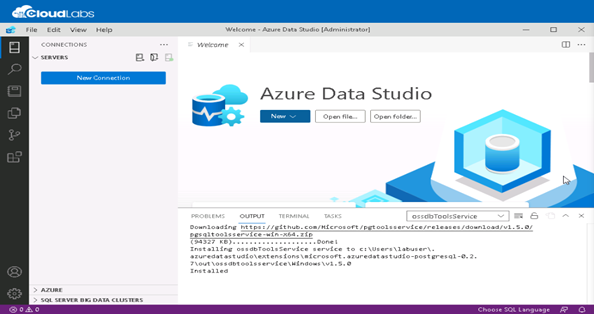 CloudLabs
File Edit View Help
Welcome - Azure Data Studio [Administrator]
CONNECTIONS
SERVERS
New Connection
Welcome
Azure Data Studio
New
Open file...
Open folder...
PROBLEMS OUTPUT TERMINAL TASKS
ossdbToolsService
Downloading https://github.com/Microsoft/pgtoolsservice/releases/download/v1.5.0/
pgsqltoolsservice-win-x64.zip
(94327 KB)....................Done!
Installing ossdbToolsService service to c:\Users\labuser\.
azuredatastudio\extensions\microsoft.azuredatastudio-postgresql-0.2.
7\out\ossdbtoolsservice\Windows\v1.5.0
Installed
AZURE
SQL SERVER BIG DATA CLUSTERS
0 0
Choose SQL Language